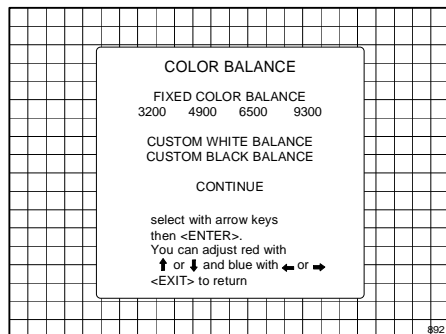 COLOR BALANCE
FIXED COLOR BALANCE
3200 4900 6500 9300
CUSTOM WHITE BALANCE
CUSTOM BLACK BALANCE
CONTINUE
select with arrow keys
then <ENTER>.
You can adjust red with
⬆ or ⬇ and blue with ⬅ or ➡
<EXIT> to return
892